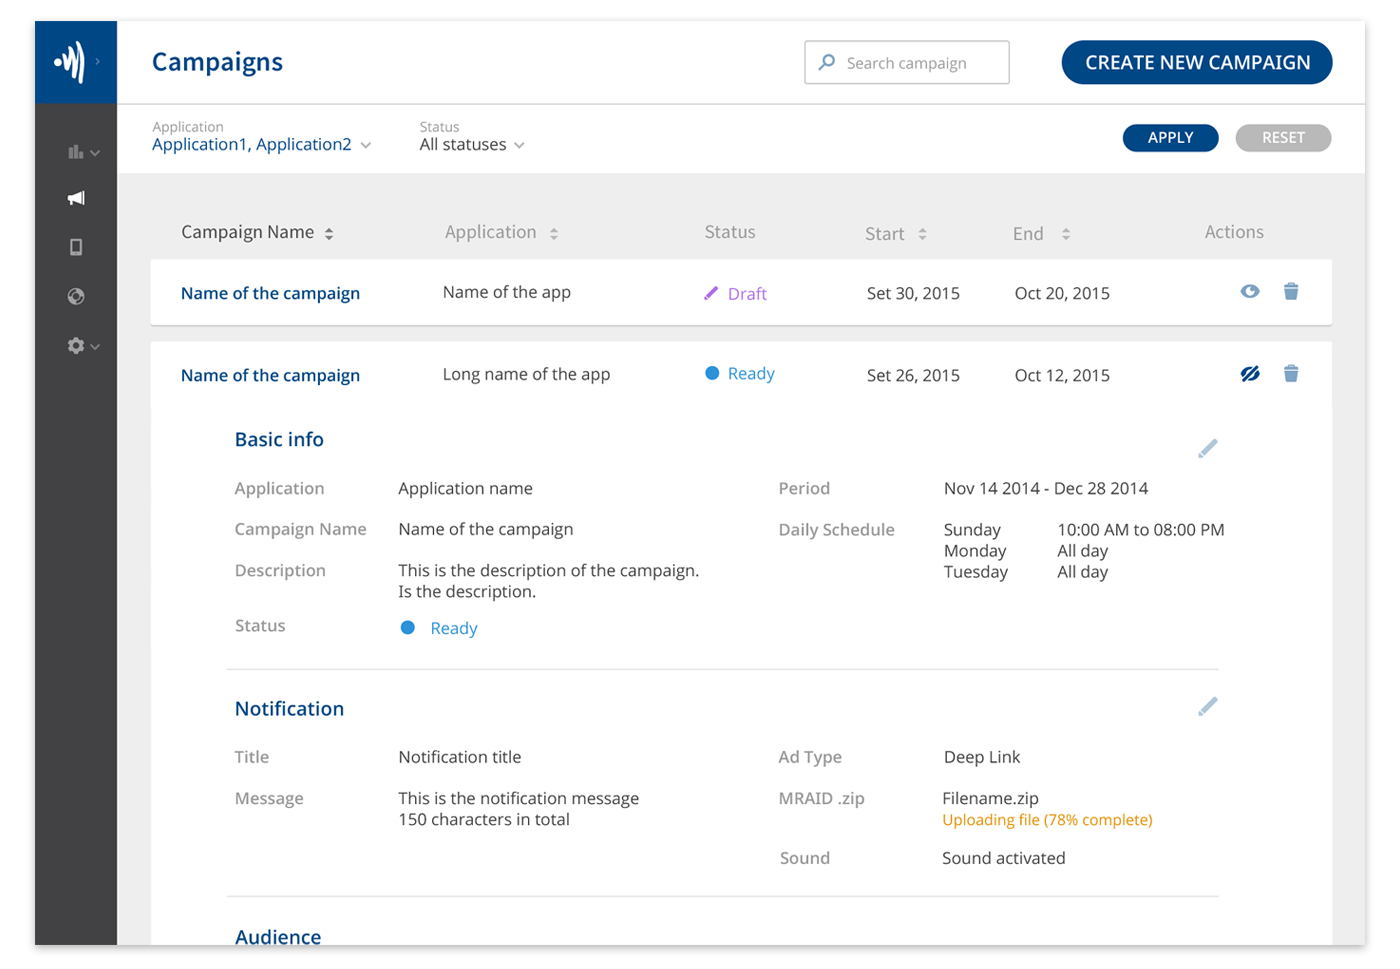 Campaigns
Search campaign
CREATE NEW CAMPAIGN
Application
Application1, Application2
Status
All statuses
APPLY
RESET
Campaign Name Application Status Start End Actions
Name of the campaign Name of the app Draft Set 30, 2015 Oct 20, 2015
Name of the campaign Long name of the app Ready Set 26, 2015 Oct 12, 2015
Basic info
Application Application name
Campaign Name Name of the campaign
Description This is the description of the campaign.
Is the description.
Status Ready
Period Nov 14 2014 - Dec 28 2014
Daily Schedule Sunday 10:00 AM to 08:00 PM
Monday All day
Tuesday All day
Notification
Title Notification title
Message This is the notification message
150 characters in total
Ad Type Deep Link
MRAID .zip Filename.zip
Uploading file (78% complete)
Sound Sound activated
Audience